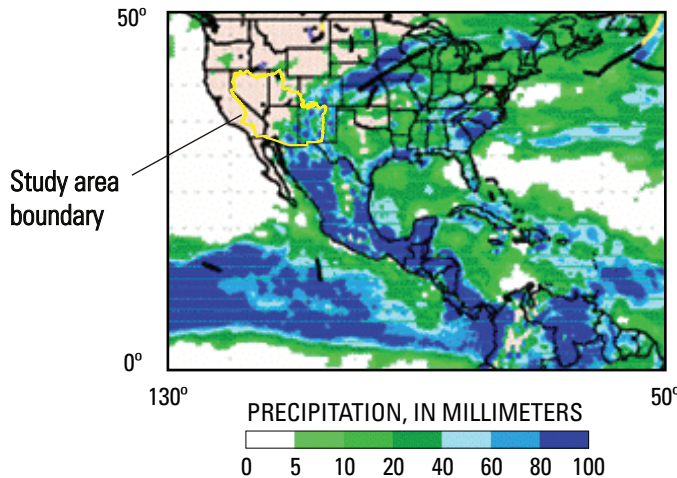 50º
Study area
boundary
0º
130º 50º
PRECIPITATION, IN MILLIMETERS
0 5 10 20 40 60 80 100